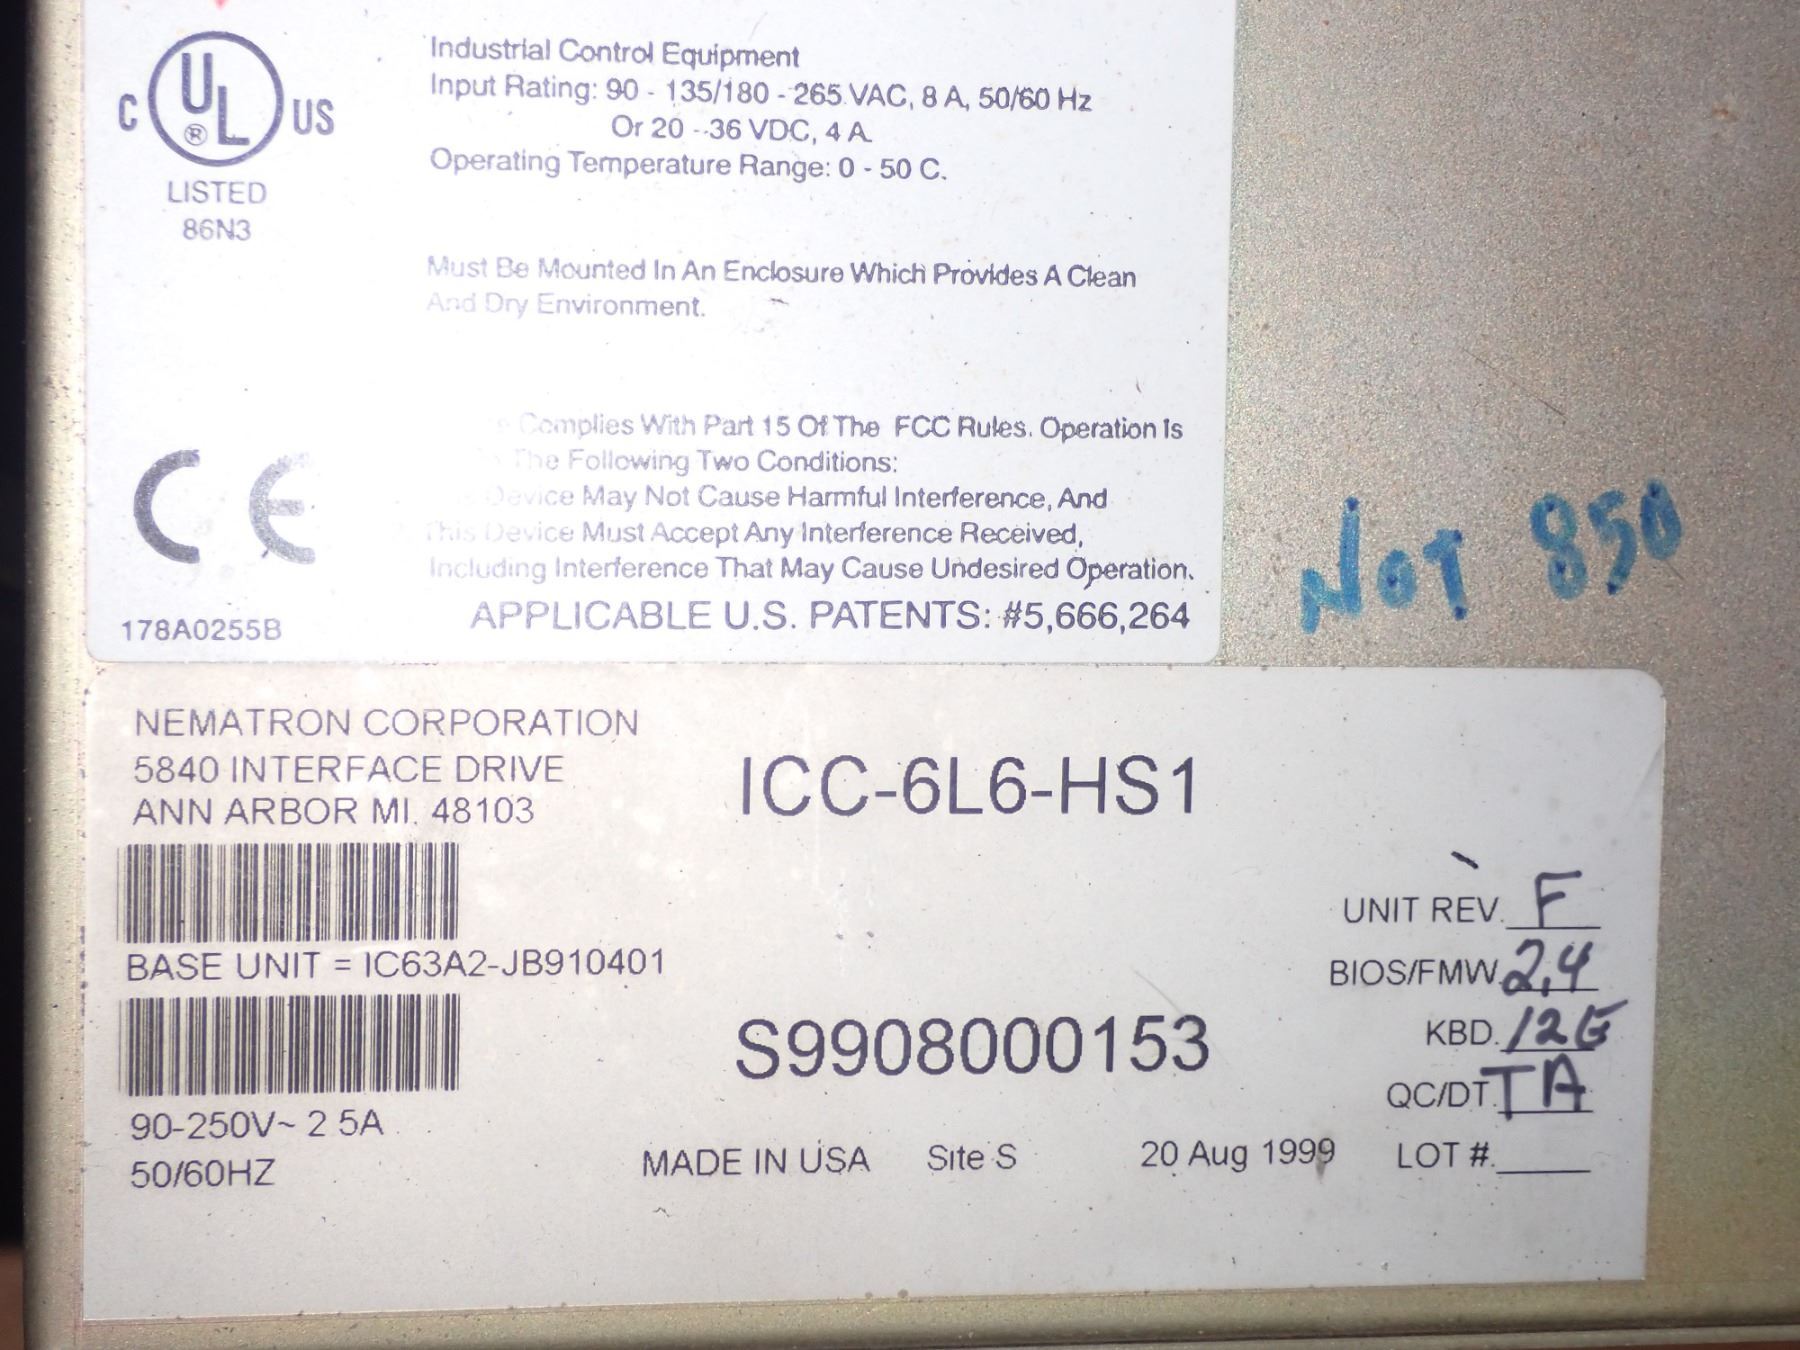 C UL ® US
LISTED
86N3
Industrial Control Equipment
Input Rating: 90 - 135/180 - 265 VAC, 8 A, 50/60 Hz
Or 20 - 36 VDC, 4 A
Operating Temperature Range: 0 - 50 C.
Must Be Mounted In An Enclosure Which Provides A Clean
And Dry Environment.
Complies With Part 15 Of The FCC Rules. Operation Is
The Following Two Conditions:
Device May Not Cause Harmful Interference, And
This Device Must Accept Any Interference Received,
Including Interference That May Cause Undesired Operation.
CE
178A0255B
APPLICABLE U.S. PATENTS: #5,666,264
NOT 850
NEMATRON CORPORATION
5840 INTERFACE DRIVE
ANN ARBOR MI. 48103
ICC-6L6-HS1
BASE UNIT = IC63A2-JB910401
S9908000153
90-250V~ 2 5A
50/60HZ
MADE IN USA Site S 20 Aug 1999
UNIT REV. F
BIOS/FMW. 2.4
KBD.
QC/DT. TA
LOT #.